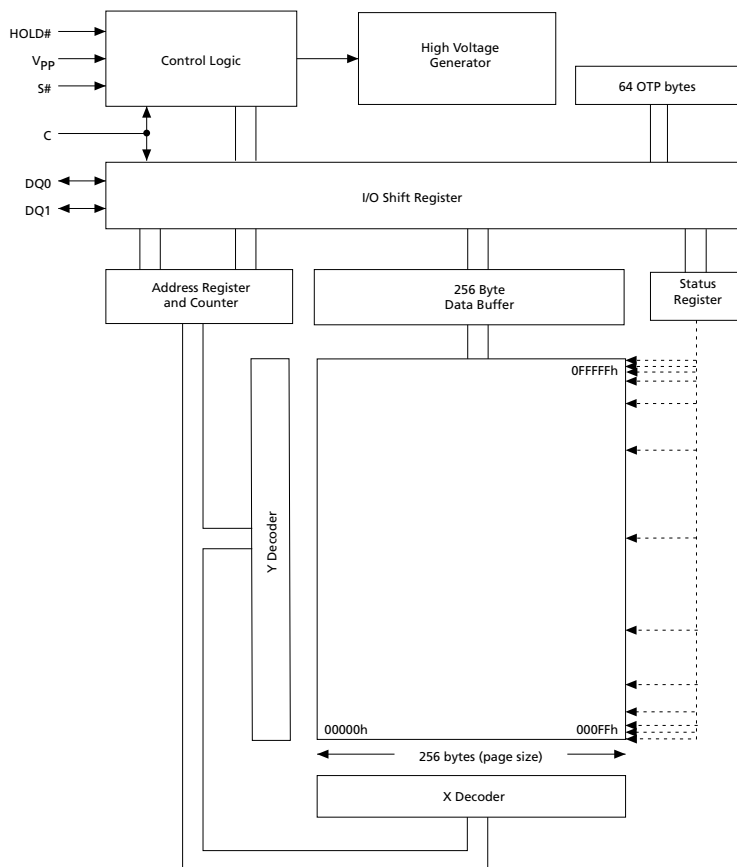 HOLD#
VPP
S#
C
DQ0
DQ1
Control Logic
High Voltage
Generator
64 OTP bytes
I/O Shift Register
Address Register
and Counter
256 Byte
Data Buffer
Status
Register
0FFFFFh
Y Decoder
00000h
000FFh
256 bytes (page size)
X Decoder